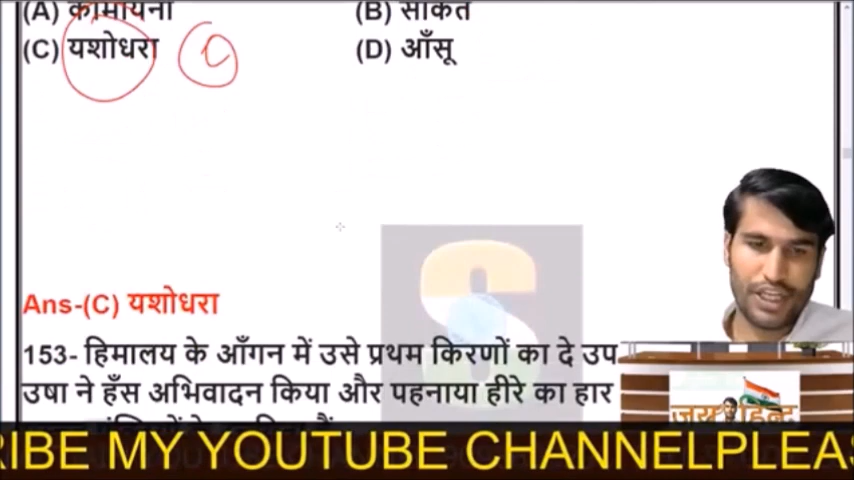 (A) कामायनी (B) साकेत
(C) यशोधरा (D) आँसू
Ans-(C) यशोधरा
153- हिमालय के आँगन में उसे प्रथम किरणों का दे उप
उषा ने हँस अभिवादन किया और पहनाया हीरे का हार
S
जय हिन्द
RIBE MY YOUTUBE CHANNELPLEAS